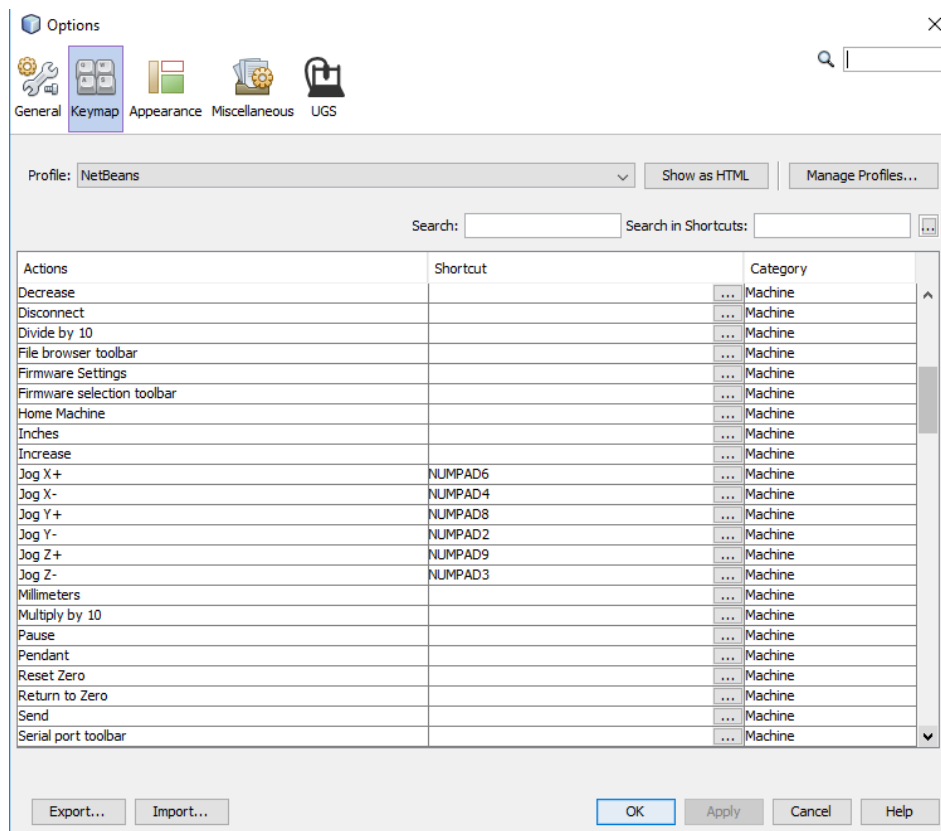 Options
General Keymap Appearance Miscellaneous UGS
Profile: NetBeans Show as HTML Manage Profiles...
Search: Search in Shortcuts: ...
Actions Shortcut Category
Decrease ... Machine
Disconnect ... Machine
Divide by 10 ... Machine
File browser toolbar ... Machine
Firmware Settings ... Machine
Firmware selection toolbar ... Machine
Home Machine ... Machine
Inches ... Machine
Increase ... Machine
Jog X+ NUMPAD6 ... Machine
Jog X- NUMPAD4 ... Machine
Jog Y+ NUMPAD8 ... Machine
Jog Y- NUMPAD2 ... Machine
Jog Z+ NUMPAD9 ... Machine
Jog Z- NUMPAD3 ... Machine
Millimeters ... Machine
Multiply by 10 ... Machine
Pause ... Machine
Pendant ... Machine
Reset Zero ... Machine
Return to Zero ... Machine
Send ... Machine
Serial port toolbar ... Machine
Export... Import... OK Apply Cancel Help